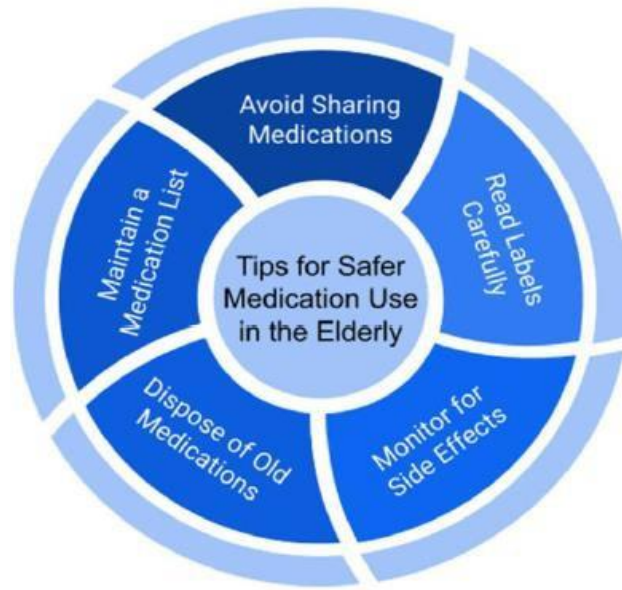 Tips for Safer
Medication Use
in the Elderly
Avoid Sharing
Medications
Read Labels
Carefully
Monitor for
Side Effects
Dispose of Old
Medications
Maintain a
Medication List